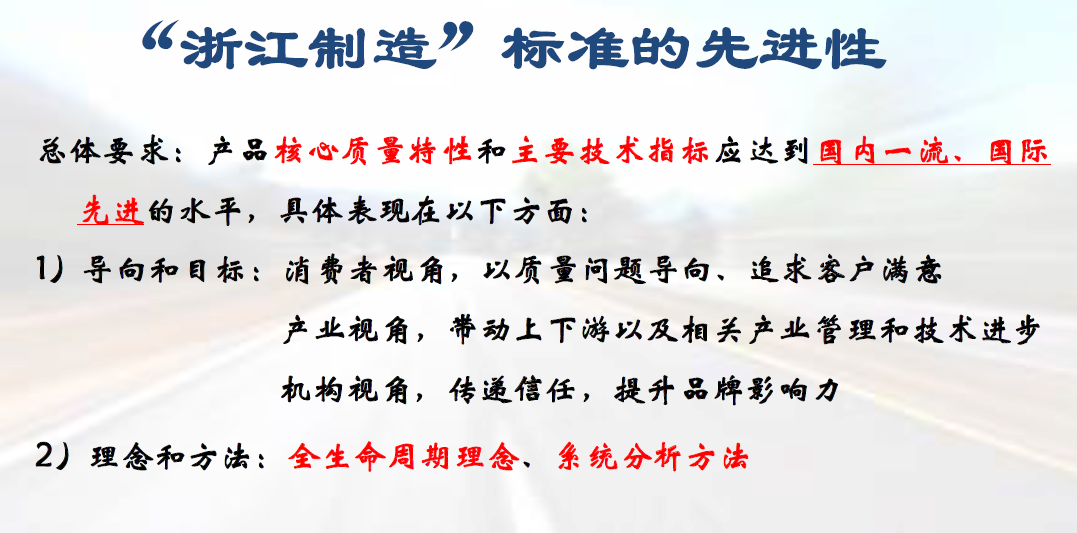 “浙江制造”标准的先进性
总体要求：产品核心质量特性和主要技术指标应达到国内一流、国际
先进的水平，具体表现在以下方面：
1）导向和目标：消费者视角，以质量问题导向、追求客户满意
产业视角，带动上下游以及相关产业管理和技术进步
机构视角，传递信任，提升品牌影响力
2）理念和方法：全生命周期理念、系统分析方法